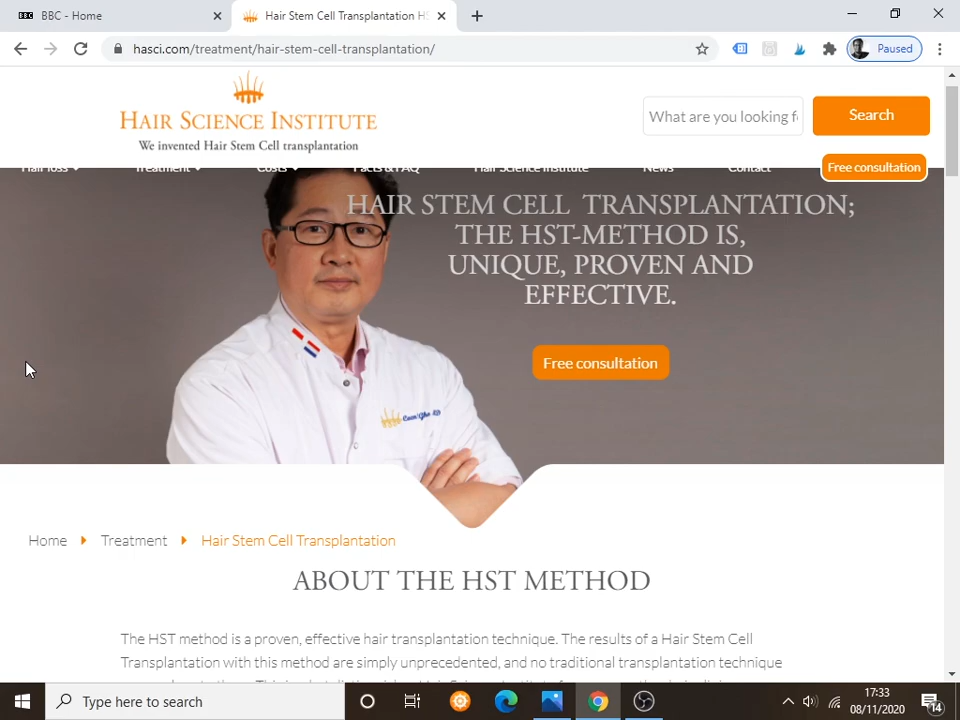 BBC - Home
Hair Stem Cell Transplantation HS
hasci.com/treatment/hair-stem-cell-transplantation/
Paused
HAIR SCIENCE INSTITUTE
We invented Hair Stem Cell transplantation
What are you looking f
Search
Hair loss
Treatment
Costs
Facts & FAQ
Hair Science Institute
News
Contact
Free consultation
HAIR STEM CELL TRANSPLANTATION;
THE HST-METHOD IS,
UNIQUE, PROVEN AND
EFFECTIVE.
Free consultation
Home
Treatment
Hair Stem Cell Transplantation
ABOUT THE HST METHOD
The HST method is a proven, effective hair transplantation technique. The results of a Hair Stem Cell
Transplantation with this method are simply unprecedented, and no traditional transplantation technique
Type here to search
17:33
08/11/2020
14